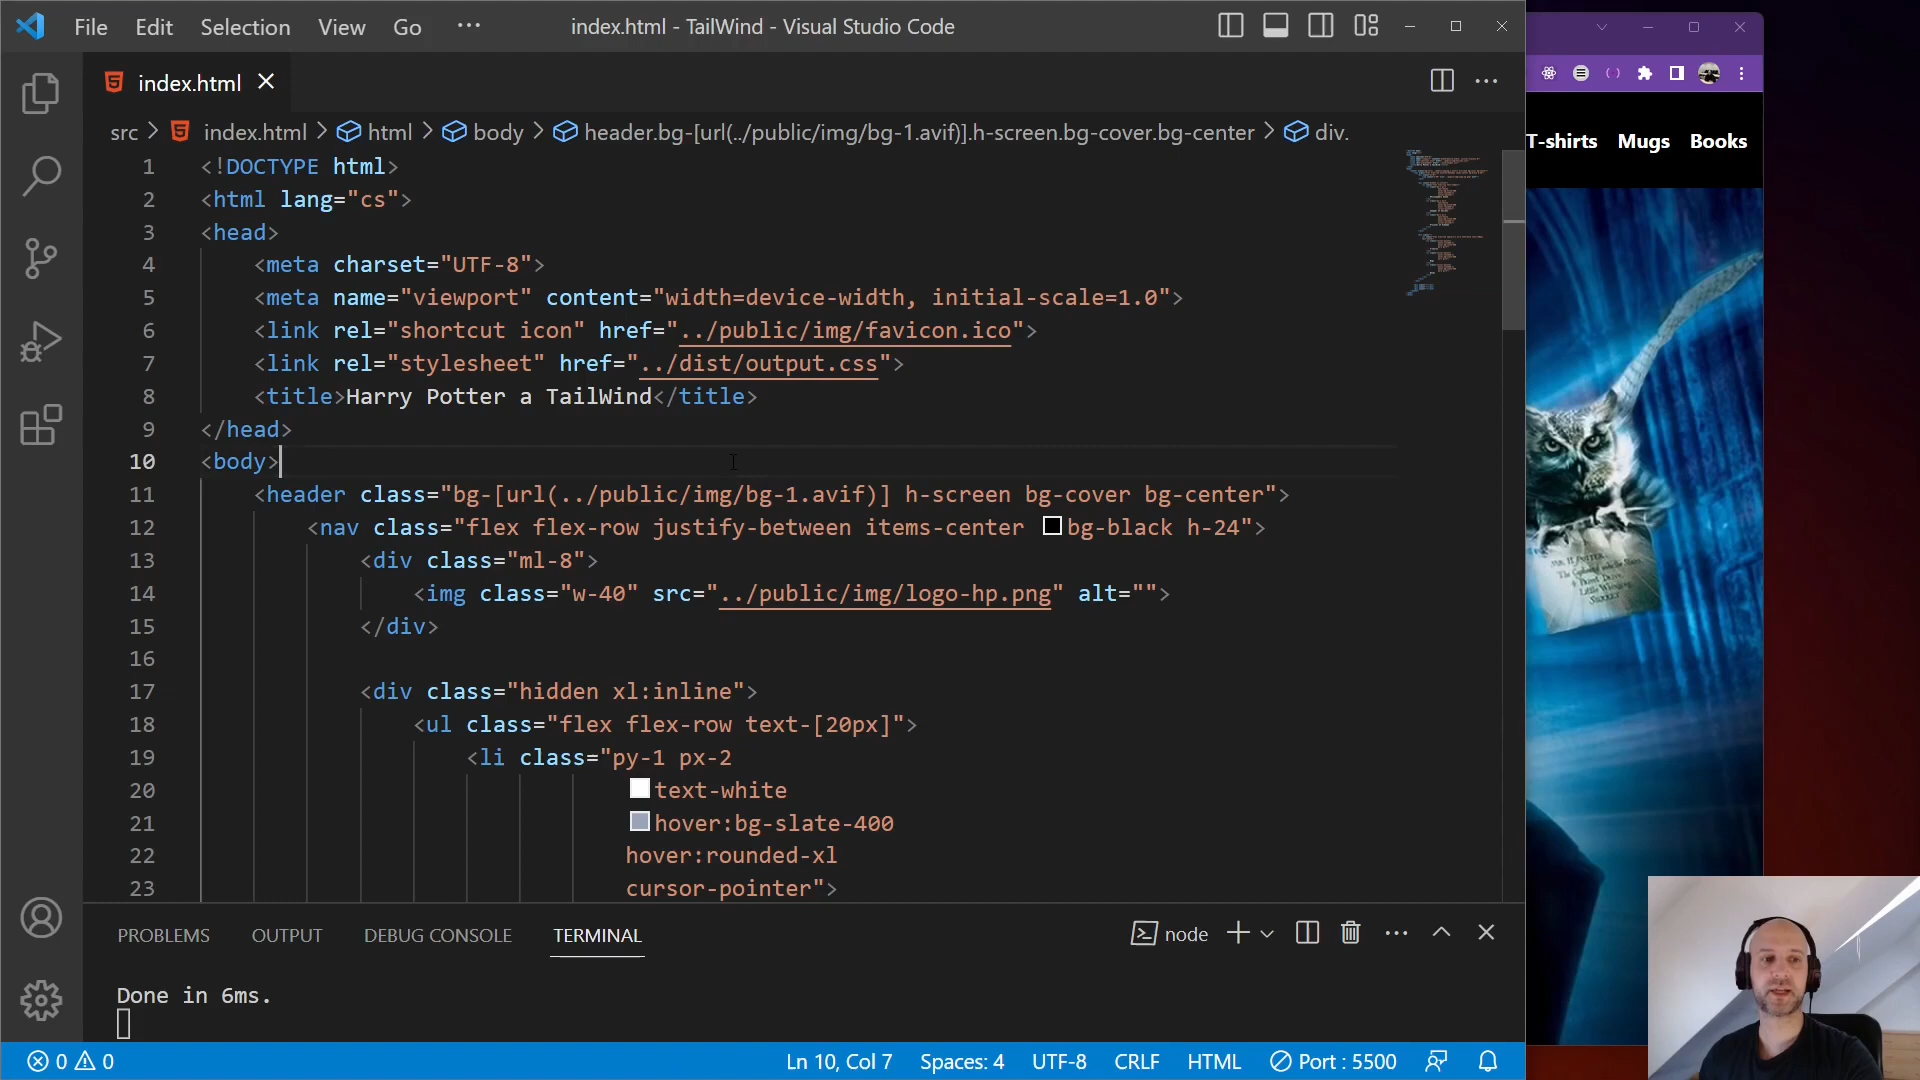 File Edit Selection View Go ··· index.html - TailWind - Visual Studio Code
index.html
src > index.html > html > body > header.bg-[url(../public/img/bg-1.avif)].h-screen.bg-cover.bg-center > div.
T-shirts Mugs Books
1 <!DOCTYPE html>
2 <html lang="cs">
3 <head>
4 <meta charset="UTF-8">
5 <meta name="viewport" content="width=device-width, initial-scale=1.0">
6 <link rel="shortcut icon" href="../public/img/favicon.ico">
7 <link rel="stylesheet" href="../dist/output.css">
8 <title>Harry Potter a TailWind</title>
9 </head>
10 <body>
11 <header class="bg-[url(../public/img/bg-1.avif)] h-screen bg-cover bg-center">
12 <nav class="flex flex-row justify-between items-center bg-black h-24">
13 <div class="ml-8">
14 <img class="w-40" src="../public/img/logo-hp.png" alt="">
15 </div>
16
17 <div class="hidden xl:inline">
18 <ul class="flex flex-row text-[20px]">
19 <li class="py-1 px-2
20 text-white
21 hover:bg-slate-400
22 hover:rounded-xl
23 cursor-pointer">
PROBLEMS OUTPUT DEBUG CONSOLE TERMINAL node
Done in 6ms.
0 0 Ln 10, Col 7 Spaces: 4 UTF-8 CRLF HTML Port : 5500